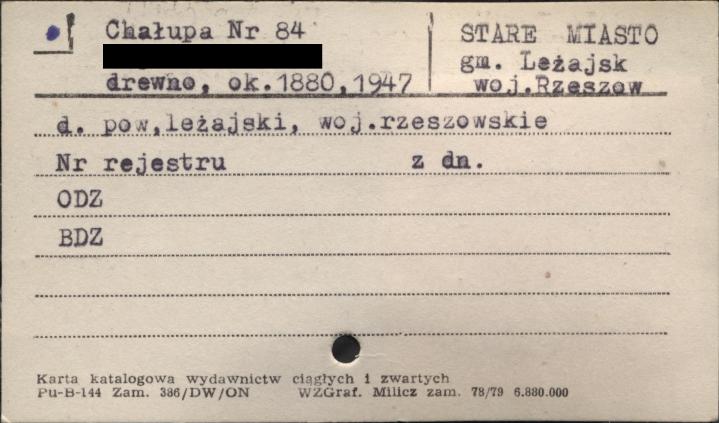 Chałupa Nr 84
drewno, ok.1880,1947
STARE MIASTO
gm. Leżajsk
woj.Rzeszow
d. pow,leżajski, woj.rzeszowskie
Nr rejestru z dn.
ODZ
BDZ
Karta katalogowa wydawnictw ciągłych i zwartych
Pu-B-144 Zam. 386/DW/ON WZGraf. Milicz zam. 78/79 6.880.000